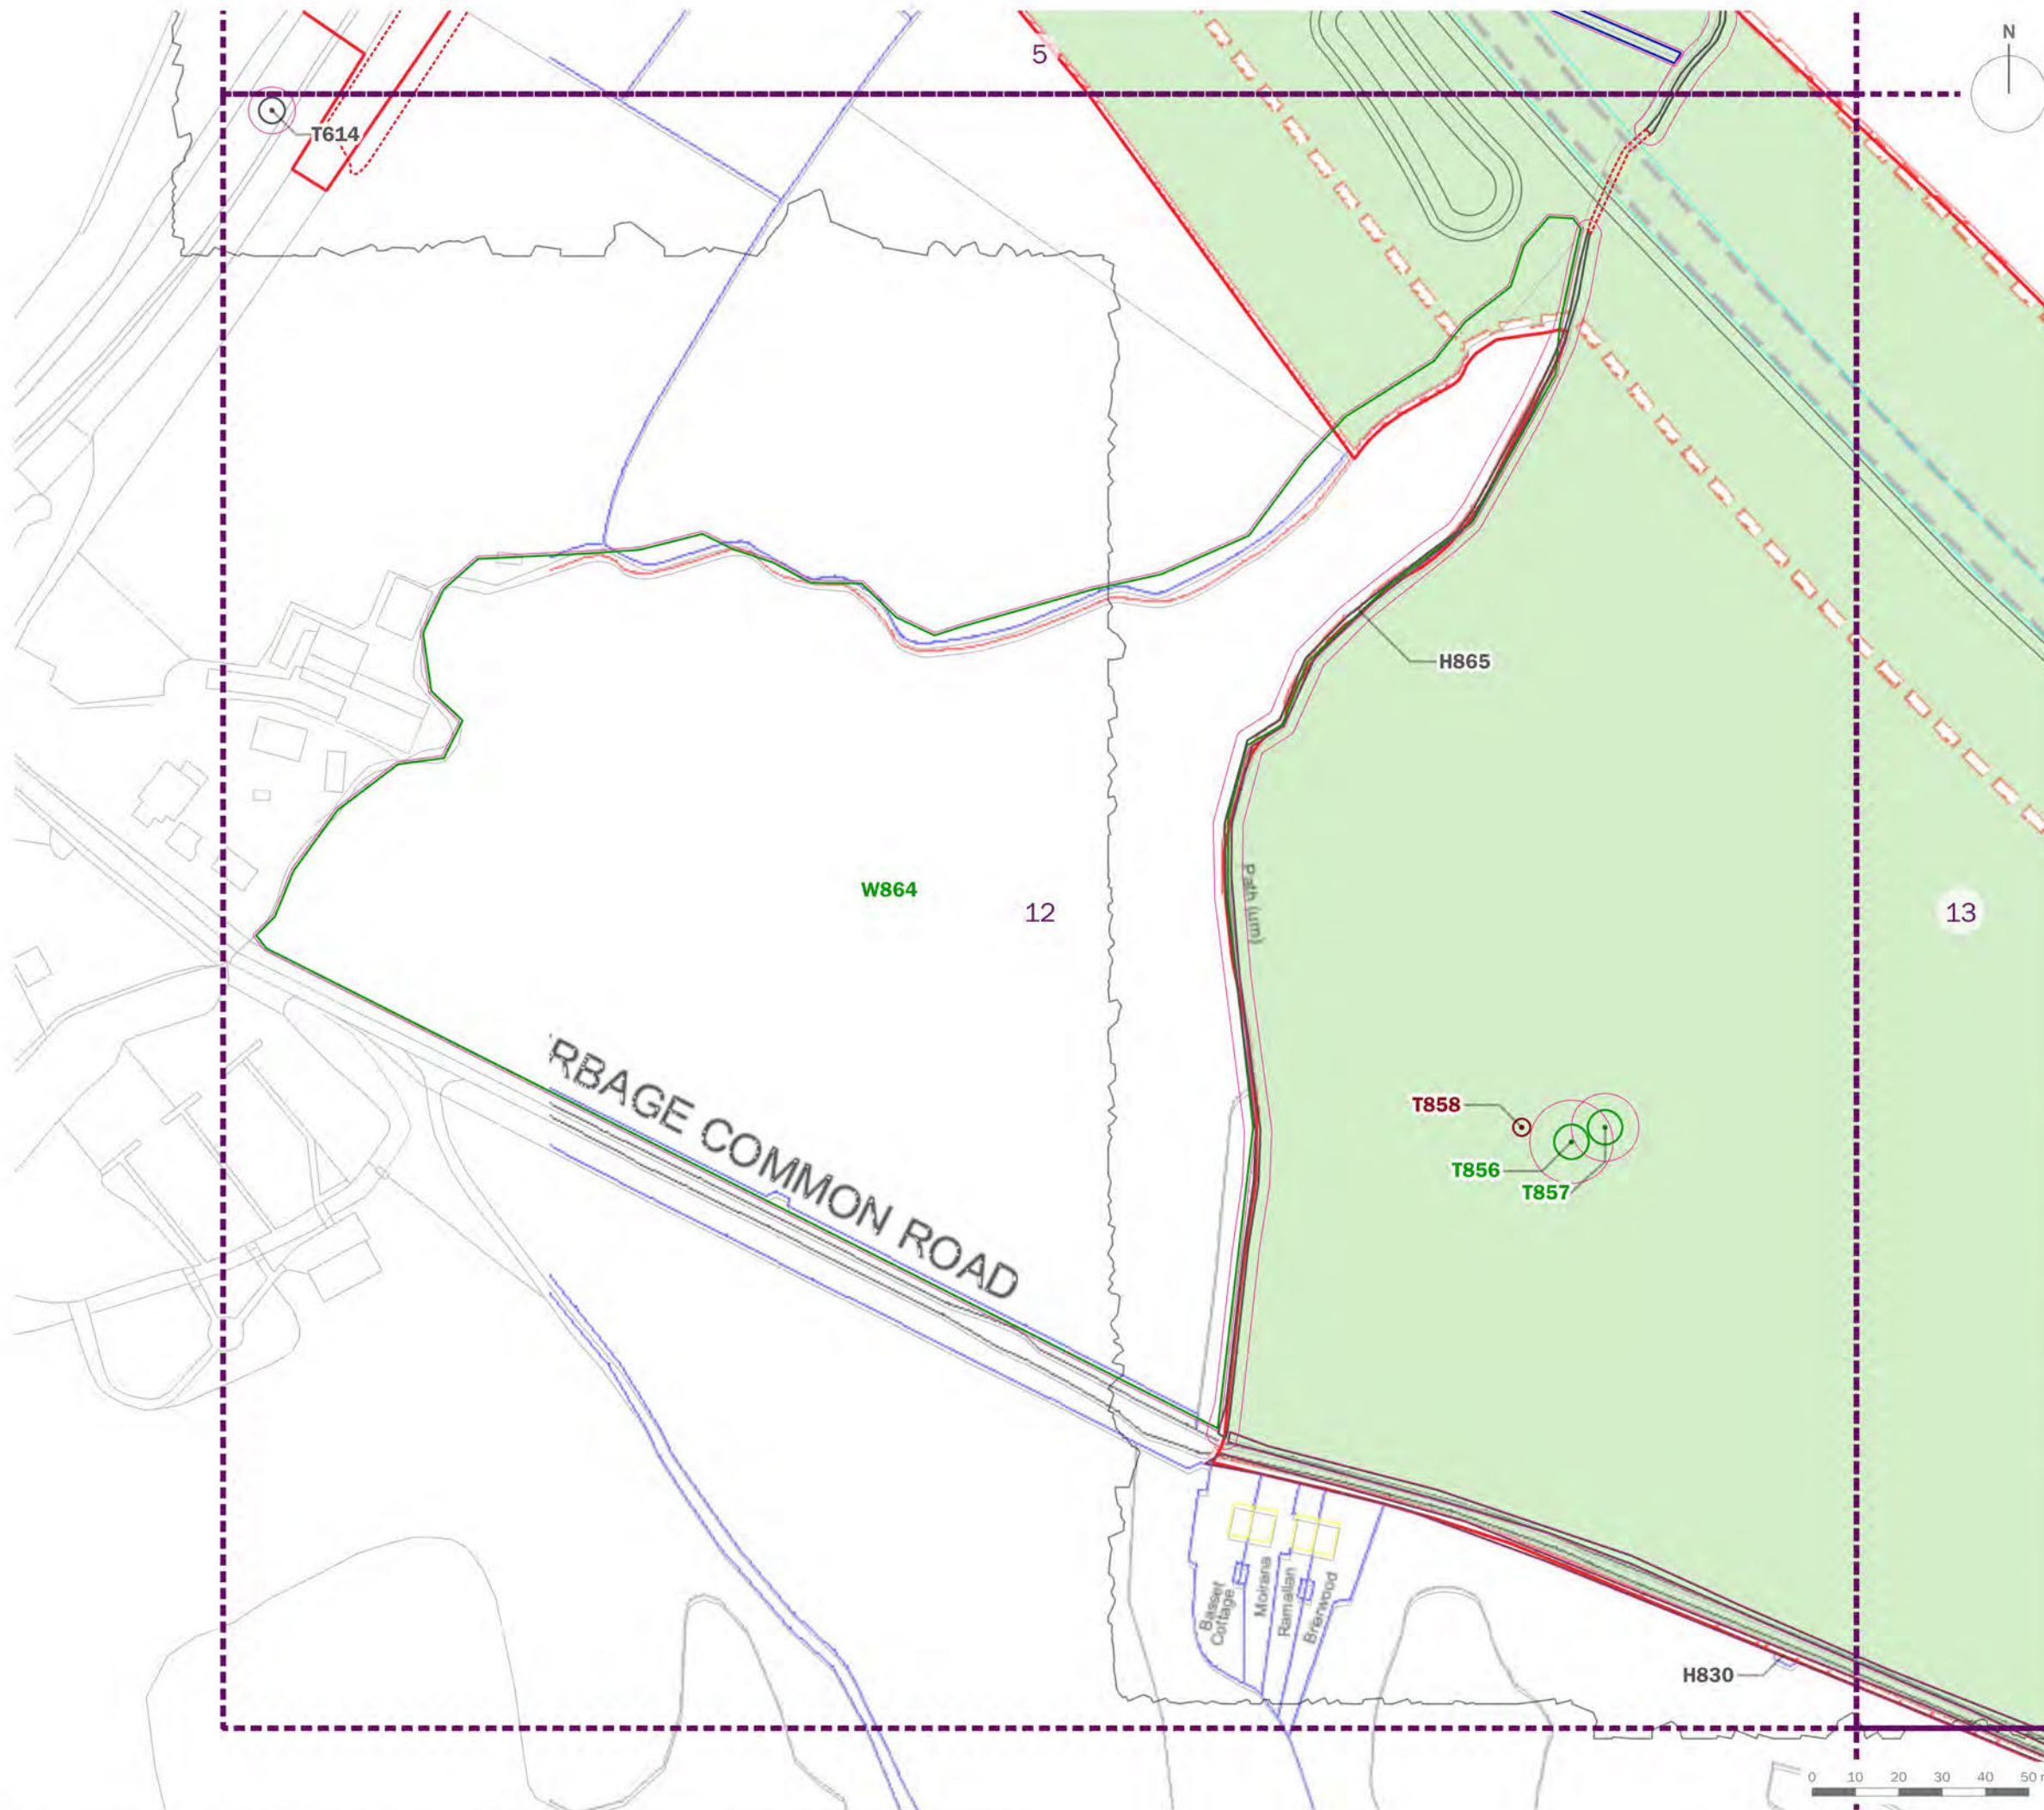 5
N
T614
H865
W864
12
Path (um)
13
RBAGE COMMON ROAD
T858
T856
T857
Basset
Cottage
Moirana
Ramallan
Brierwood
H830
0 10 20 30 40 50